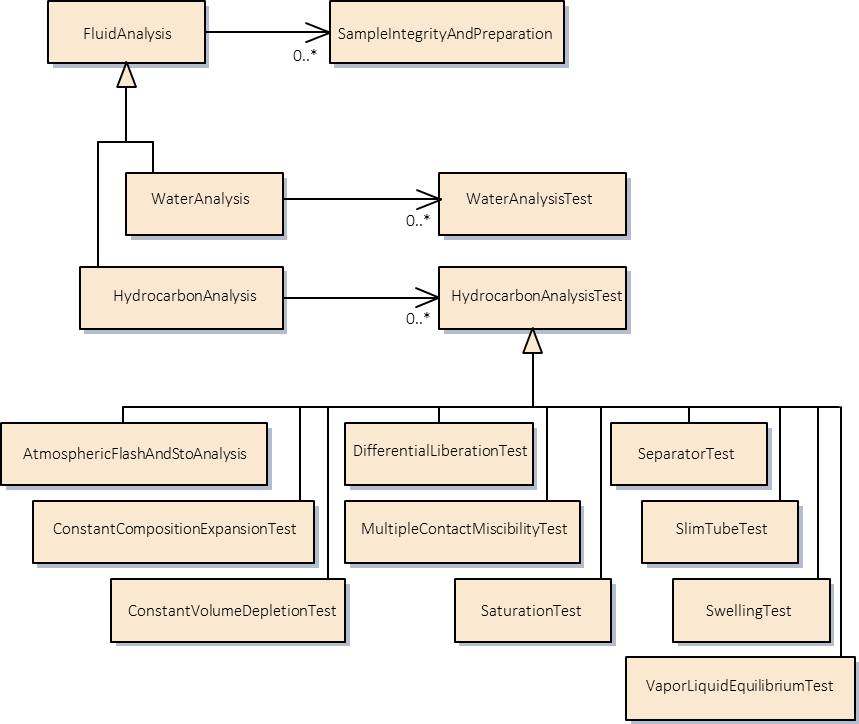 FluidAnalysis
SampleIntegrityAndPreparation
0..*
WaterAnalysis
WaterAnalysisTest
0..*
HydrocarbonAnalysis
HydrocarbonAnalysisTest
0..*
AtmosphericFlashAndStoAnalysis
DifferentialLiberationTest
SeparatorTest
ConstantCompositionExpansionTest
MultipleContactMiscibilityTest
SlimTubeTest
ConstantVolumeDepletionTest
SaturationTest
SwellingTest
VaporLiquidEquilibriumTest